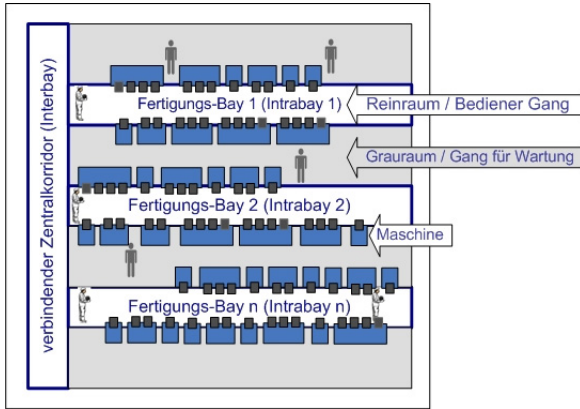 verbindender Zentralkorridor (Interbay)
Fertigungs-Bay 1 (Intrabay 1)
Reinraum / Bediener Gang
Grauraum / Gang für Wartung
Fertigungs-Bay 2 (Intrabay 2)
Maschine
Fertigungs-Bay n (Intrabay n)